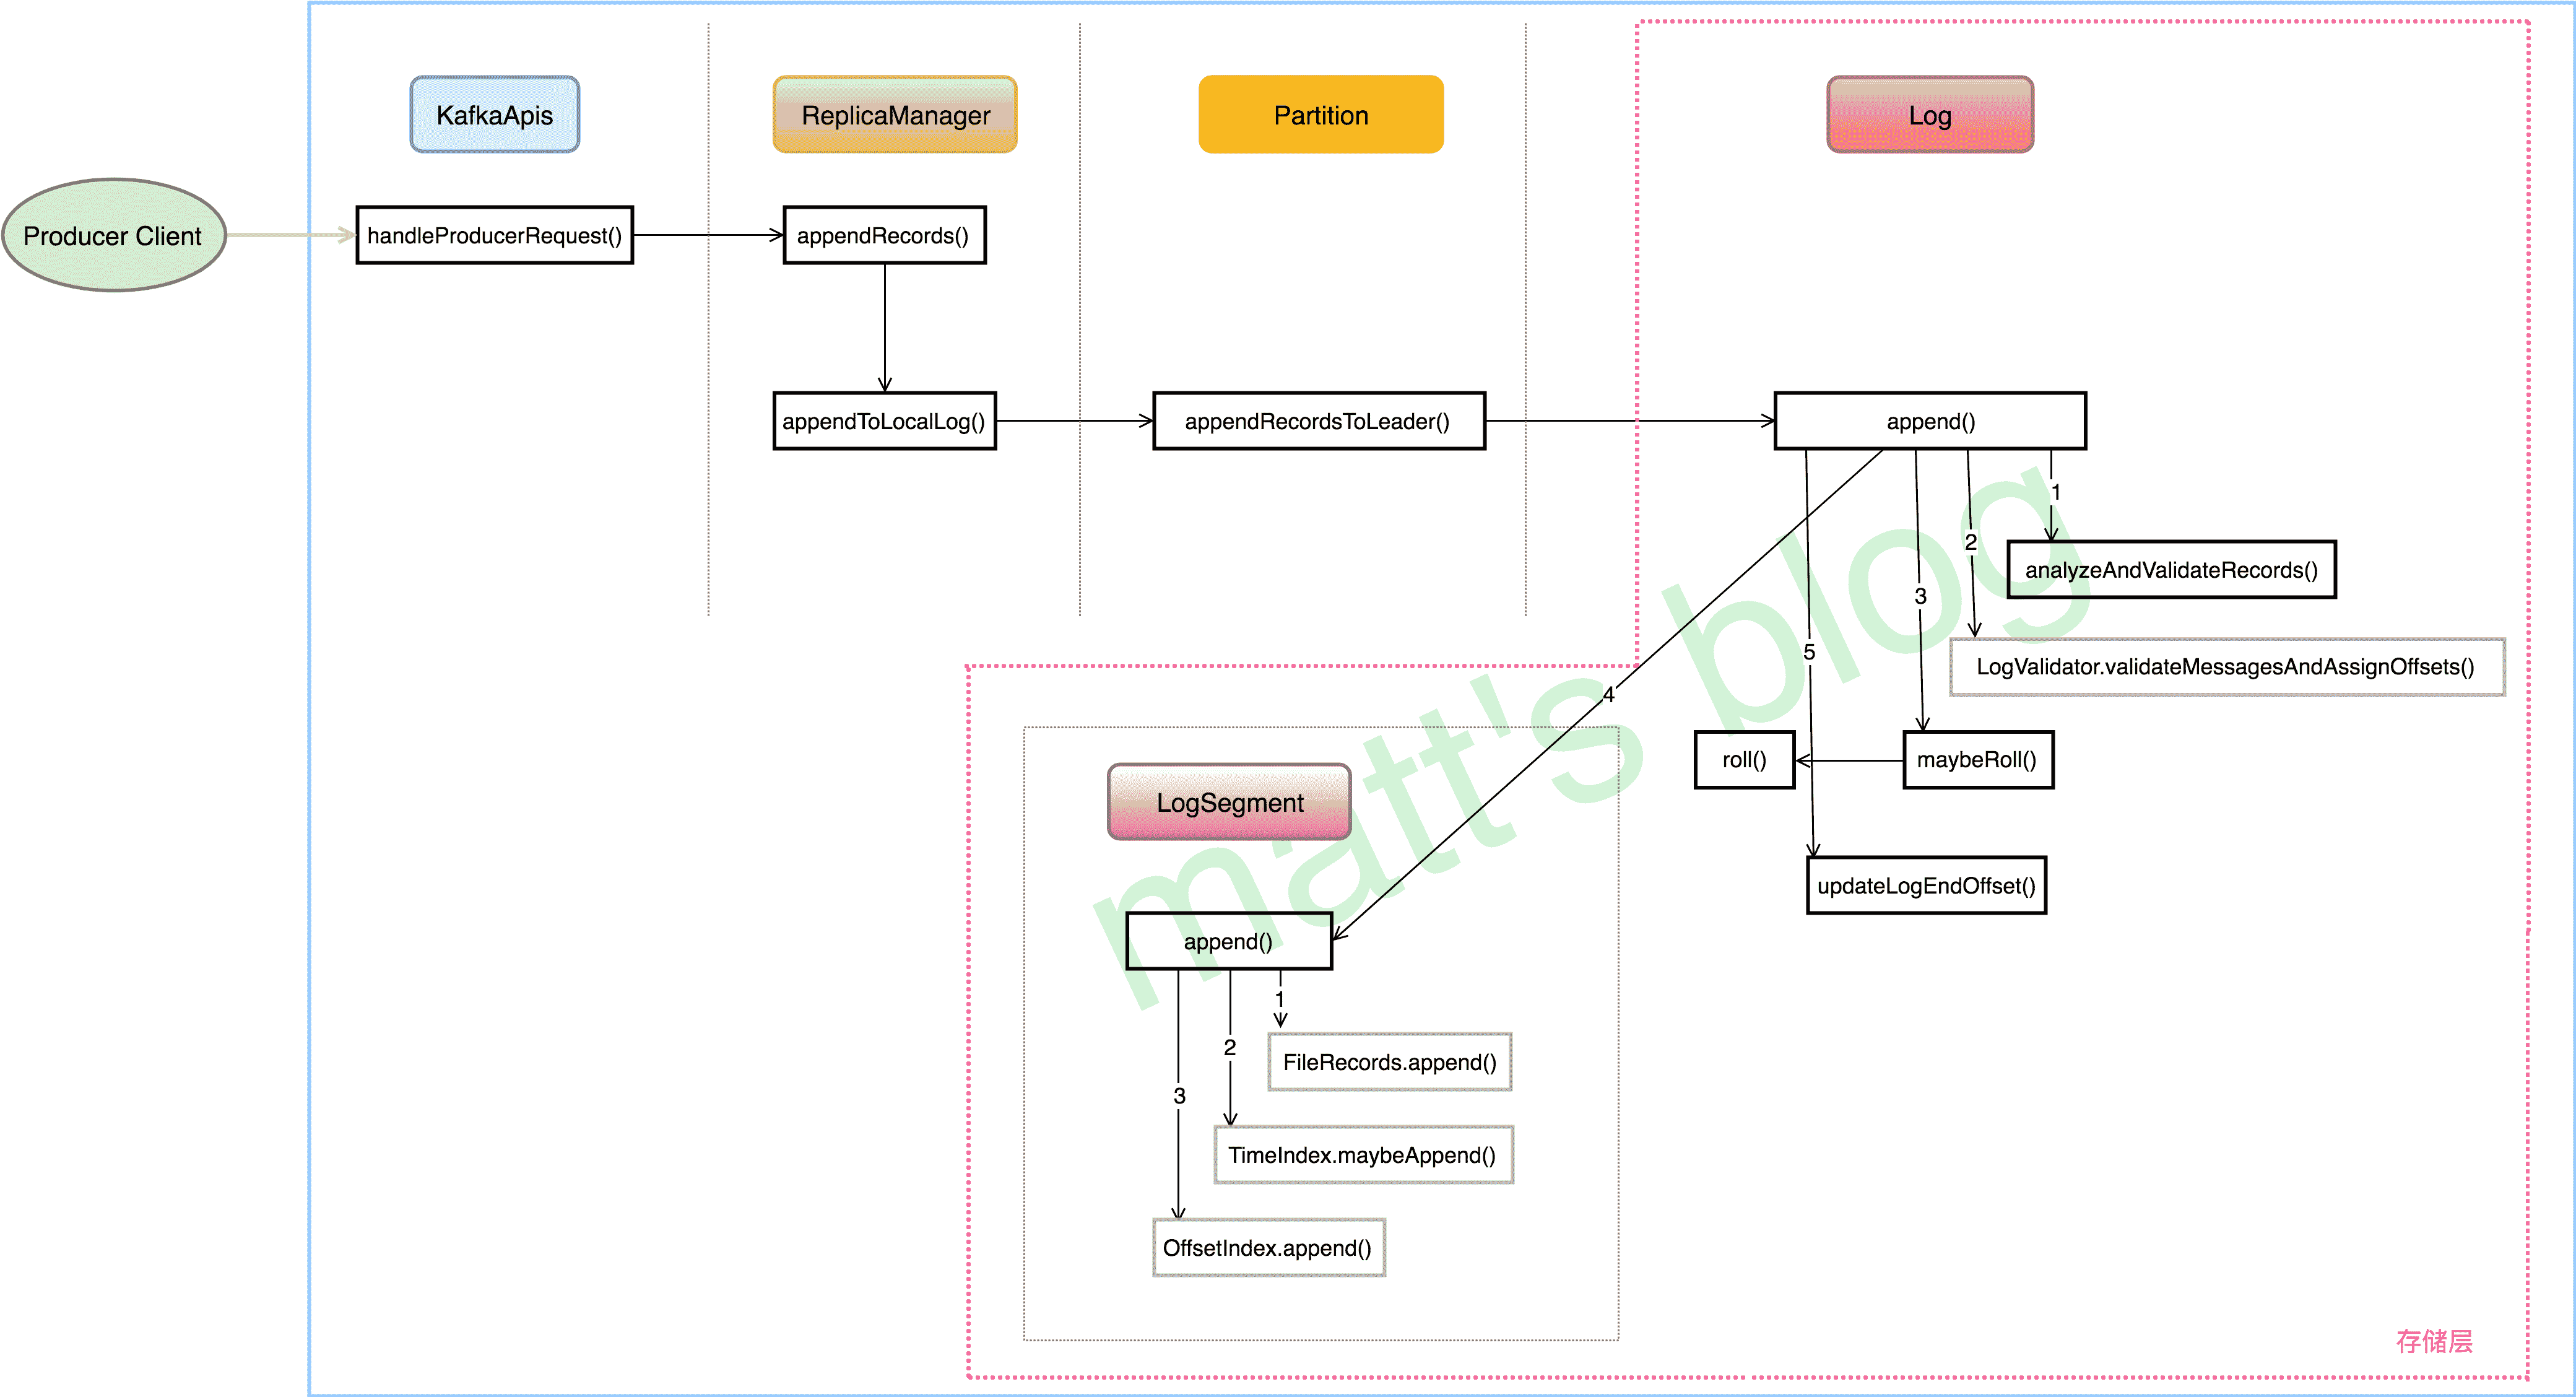 KafkaApis
ReplicaManager
Partition
Log
Producer Client
handleProducerRequest()
appendRecords()
appendToLocalLog()
appendRecordsToLeader()
append()
1
2
3
5
4
analyzeAndValidateRecords()
LogValidator.validateMessagesAndAssignOffsets()
roll()
maybeRoll()
updateLogEndOffset()
LogSegment
append()
1
2
3
FileRecords.append()
TimeIndex.maybeAppend()
OffsetIndex.append()
matt's blog
存储层